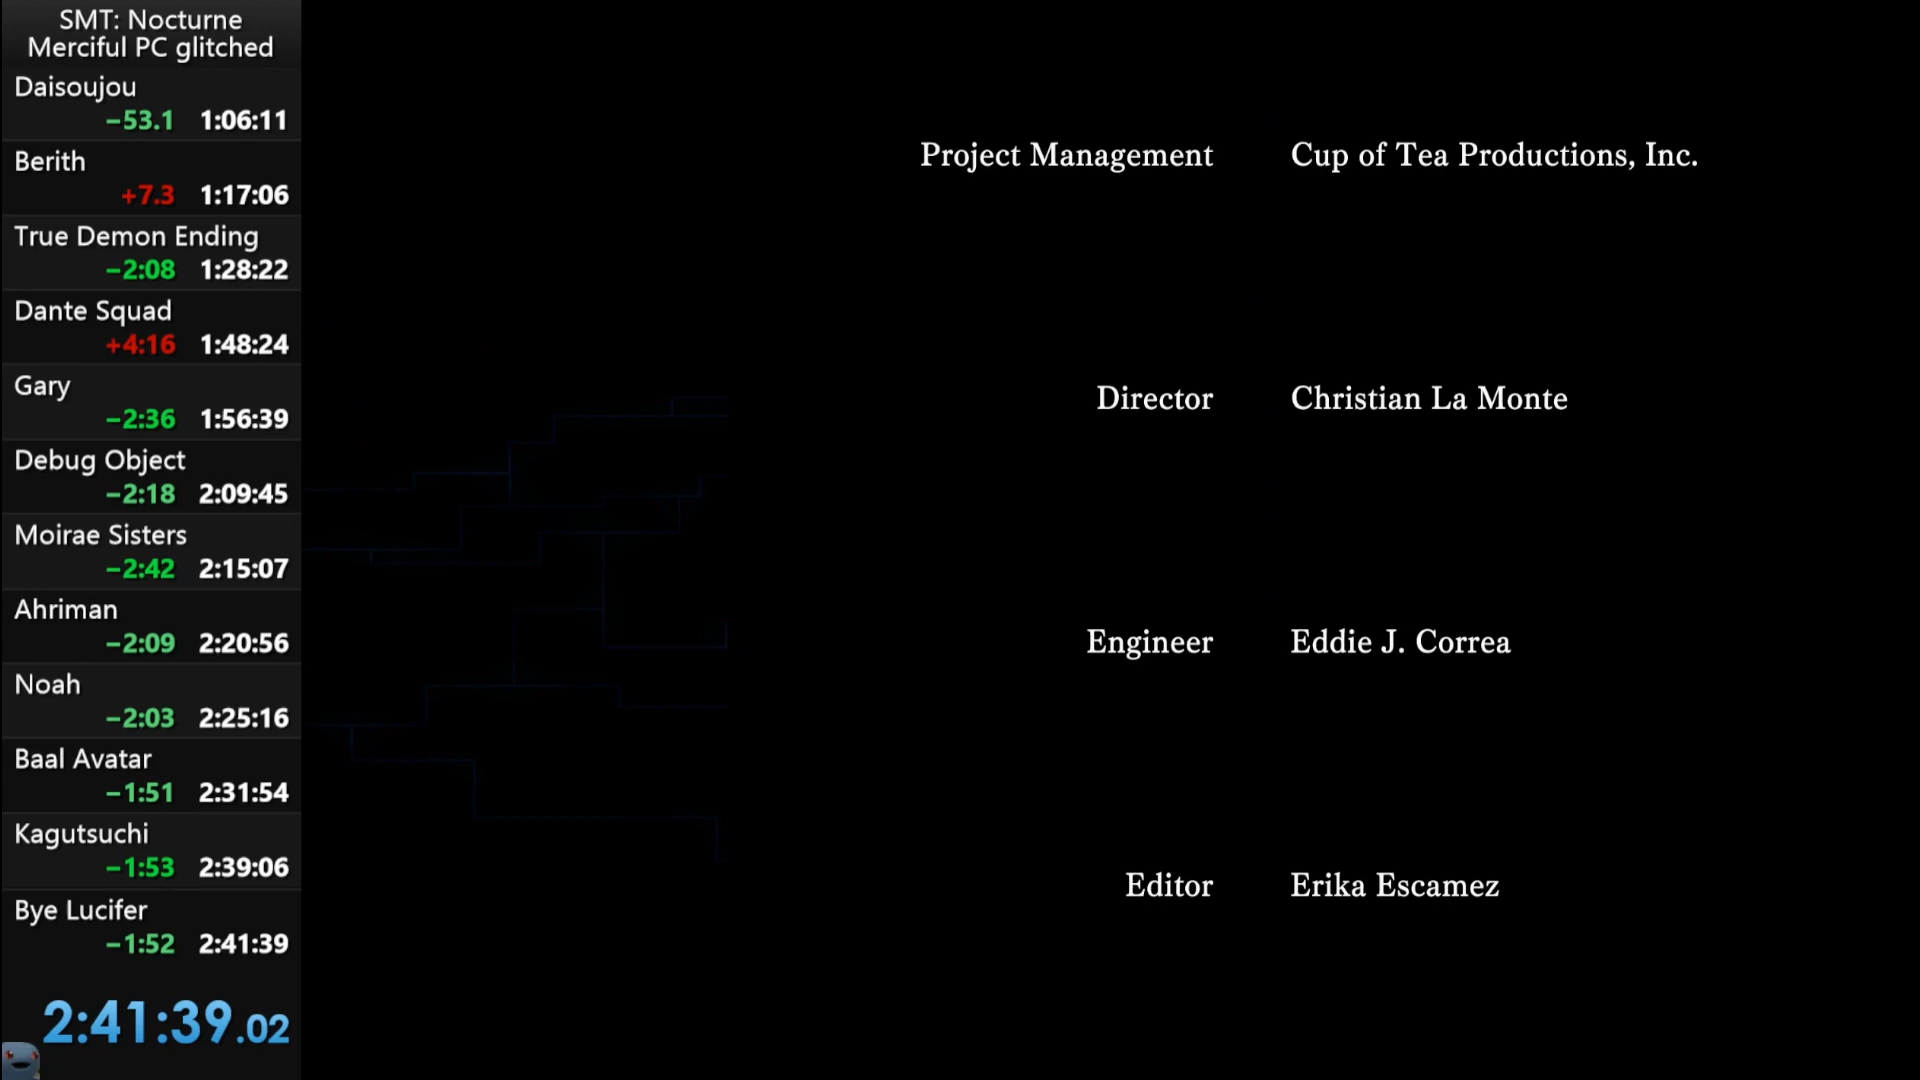 SMT: Nocturne
Merciful PC glitched
Daisoujou
−53.1 1:06:11
Berith
+7.3 1:17:06
True Demon Ending
−2:08 1:28:22
Dante Squad
+4:16 1:48:24
Gary
−2:36 1:56:39
Debug Object
−2:18 2:09:45
Moirae Sisters
−2:42 2:15:07
Ahriman
−2:09 2:20:56
Noah
−2:03 2:25:16
Baal Avatar
−1:51 2:31:54
Kagutsuchi
−1:53 2:39:06
Bye Lucifer
−1:52 2:41:39
2:41:39.02
Project Management Cup of Tea Productions, Inc.
Director Christian La Monte
Engineer Eddie J. Correa
Editor Erika Escamez